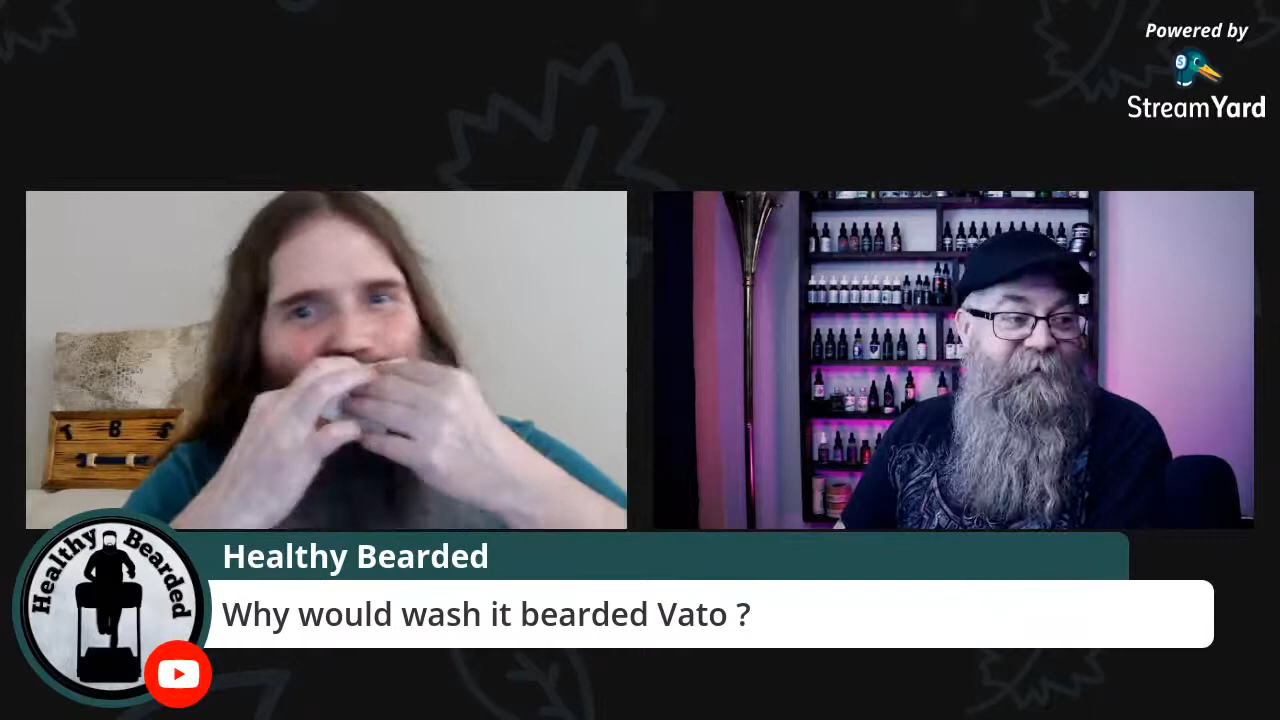 Powered by
StreamYard
T B S
Healthy Bearded
Healthy Bearded
Why would wash it bearded Vato ?